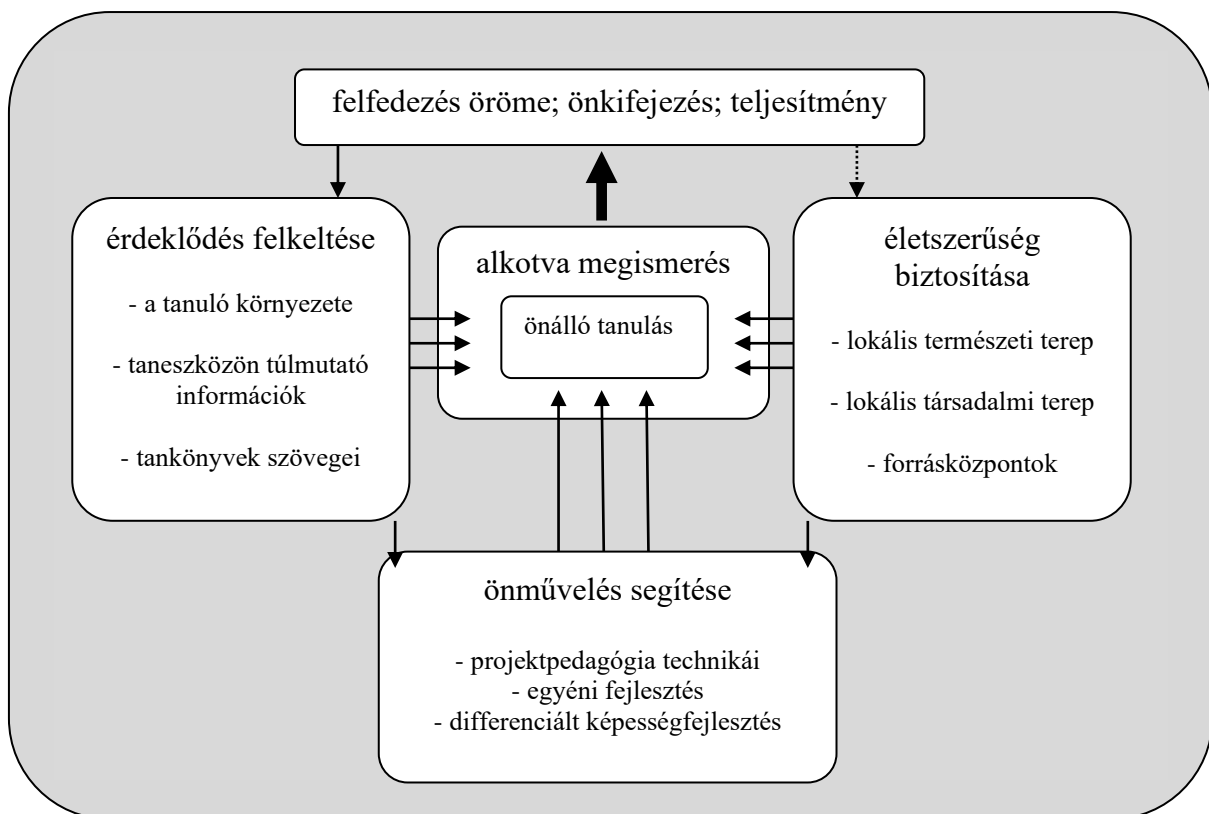 felfedezés öröme; önkifejezés; teljesítmény
érdeklődés felkeltése
- a tanuló környezete
- taneszközön túlmutató
információk
- tankönyvek szövegei
alkotva megismerés
önálló tanulás
életszerűség
biztosítása
- lokális természeti terep
- lokális társadalmi terep
- forrásközpontok
önművelés segítése
- projektpedagógia technikái
- egyéni fejlesztés
- differenciált képességfejlesztés